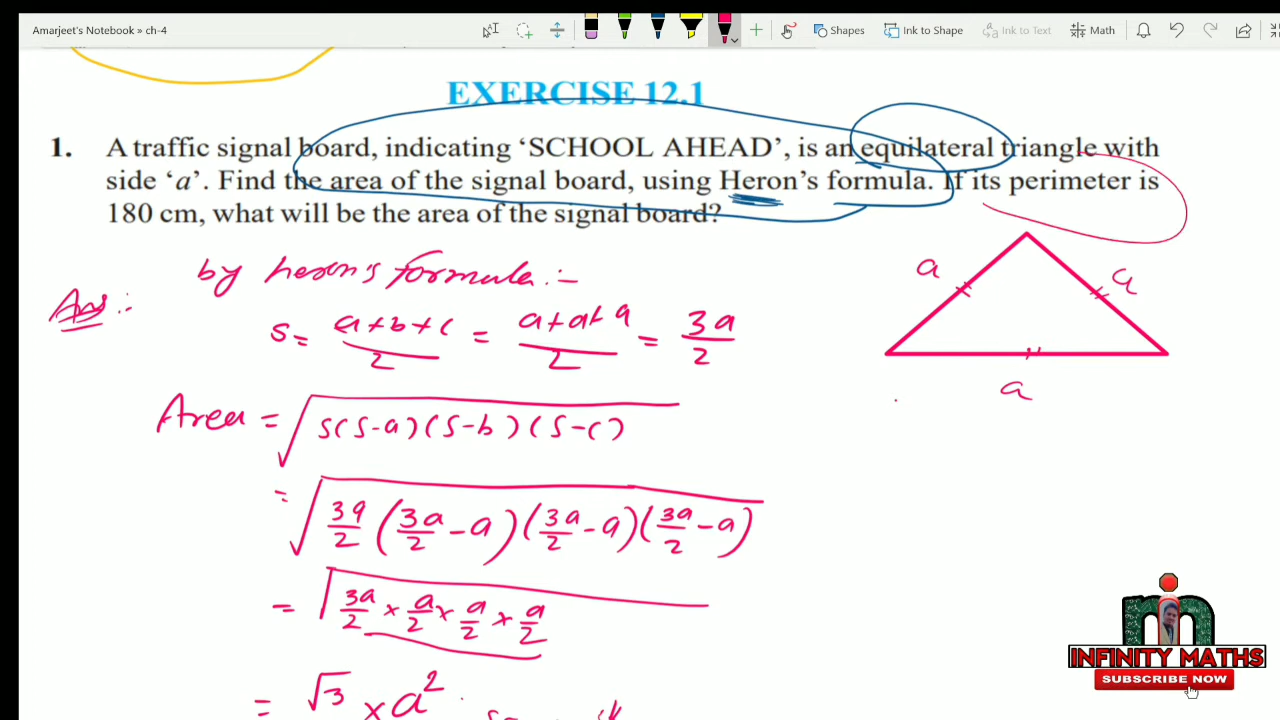 Amarjeet's Notebook » ch-4
Shapes
Ink to Shape
Ink to Text
Math
EXERCISE 12.1
1. A traffic signal board, indicating ‘SCHOOL AHEAD’, is an equilateral triangle with
side ‘a’. Find the area of the signal board, using Heron’s formula. If its perimeter is
180 cm, what will be the area of the signal board?
by heron's formula :-
Ans :-
s = a+b+c/2 = a+a+a/2 = 3a/2
a
a
a
Area = √s(s-a)(s-b)(s-c)
= √3a/2 (3a/2 - a)(3a/2 - a)(3a/2 - a)
= √3a/2 × a/2 × a/2 × a/2
= √3 × a²
INFINITY MATHS
SUBSCRIBE NOW